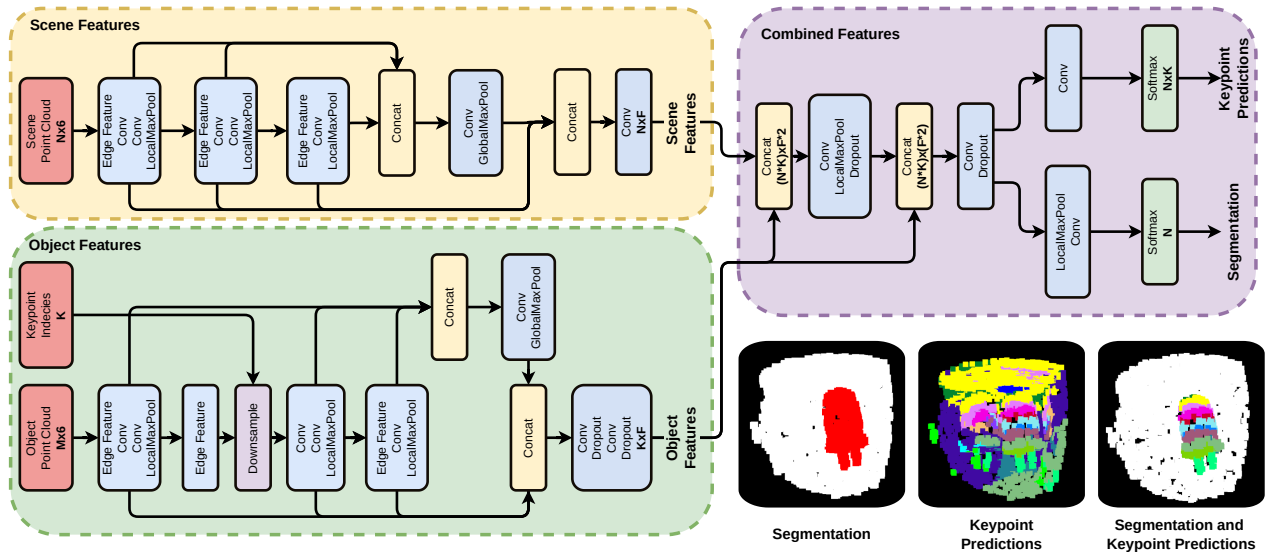 Scene Features
Scene
Point Cloud
Nx6
Edge Feature
Conv
Conv
LocalMaxPool
Edge Feature
Conv
Conv
LocalMaxPool
Edge Feature
Conv
Conv
LocalMaxPool
Concat
Conv
GlobalMaxPool
Concat
Conv
NxF
Scene
Features
Object Features
Keypoint
Indecies
K
Object
Point Cloud
Mx6
Edge Feature
Conv
Conv
LocalMaxPool
Edge Feature
Downsample
Conv
Conv
LocalMaxPool
Edge Feature
Conv
Conv
LocalMaxPool
Concat
Conv
GlobalMaxPool
Concat
Conv
Dropout
Conv
Dropout
KxF
Object
Features
Combined Features
Concat
(N*K)xF*2
Conv
LocalMaxPool
Dropout
Concat
(N*K)x(F*2)
Conv
Dropout
Conv
Softmax
NxK
Keypoint
Predictions
LocalMaxPool
Conv
Softmax
N
Segmentation
Segmentation
Keypoint
Predictions
Segmentation and
Keypoint Predictions